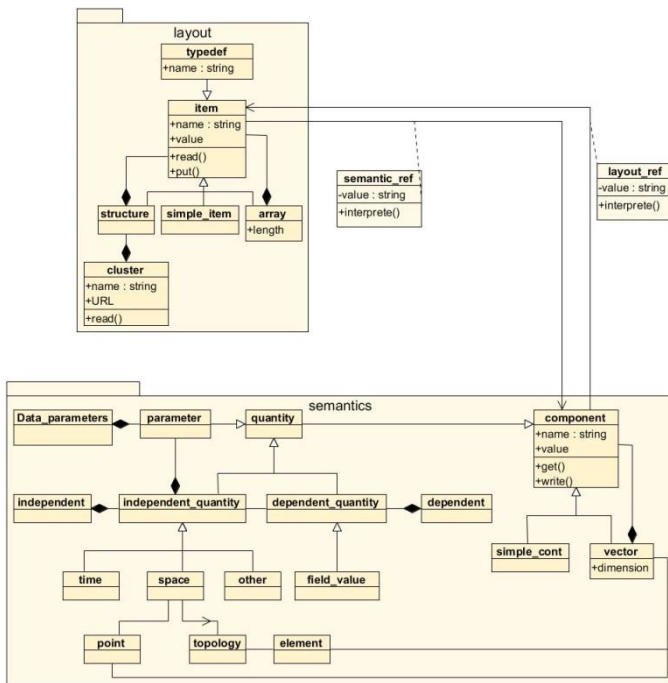 layout
typedef
+name : string
item
+name : string
+value
+read()
+put()
structure
simple_item
array
+length
cluster
+name : string
+URL
+read()
semantic_ref
-value : string
+interprete()
layout_ref
-value : string
+interprete()
semantics
Data_parameters
parameter
quantity
component
+name : string
+value
+get()
+write()
independent
independent_quantity
dependent_quantity
dependent
simple_cont
vector
+dimension
time
space
other
field_value
point
topology
element